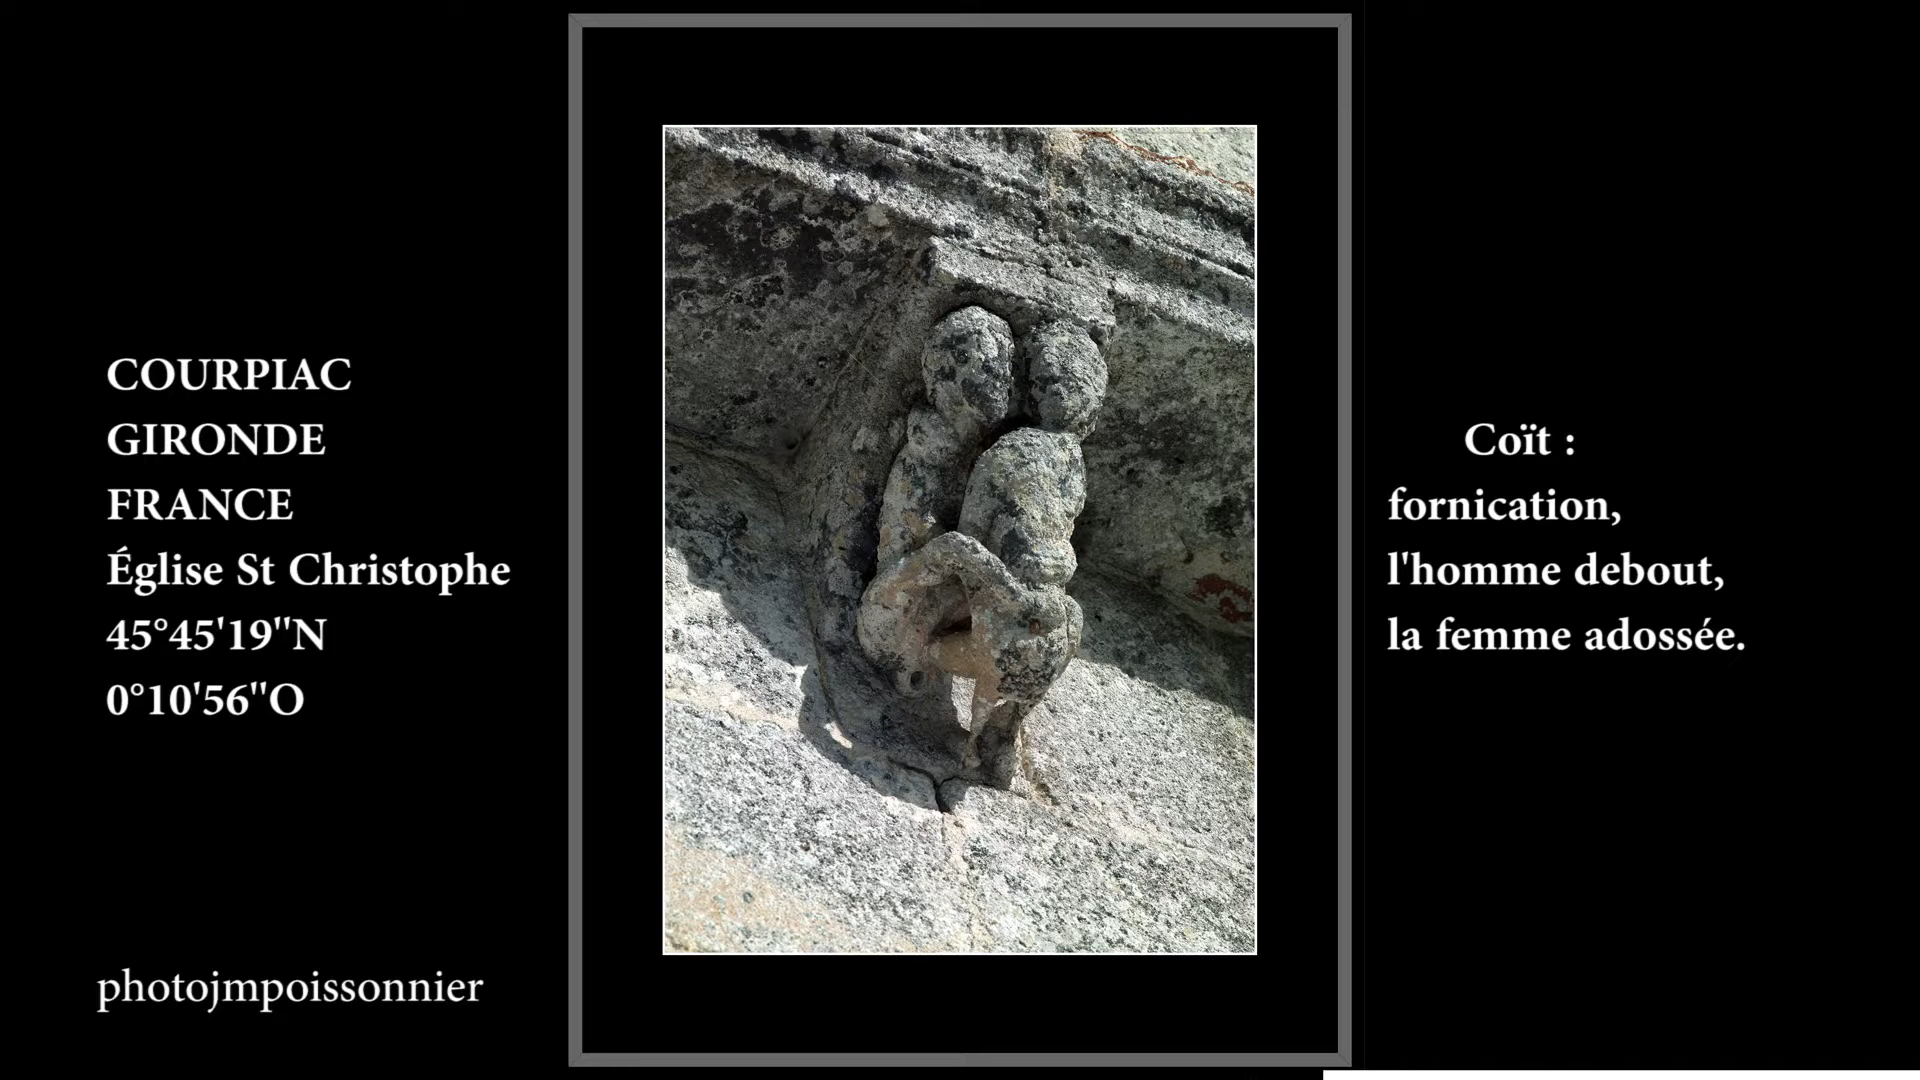 COURPIAC
GIRONDE
FRANCE
Église St Christophe
45°45'19"N
0°10'56"O
photojmpoissonnier
Coït :
fornication,
l'homme debout,
la femme adossée.